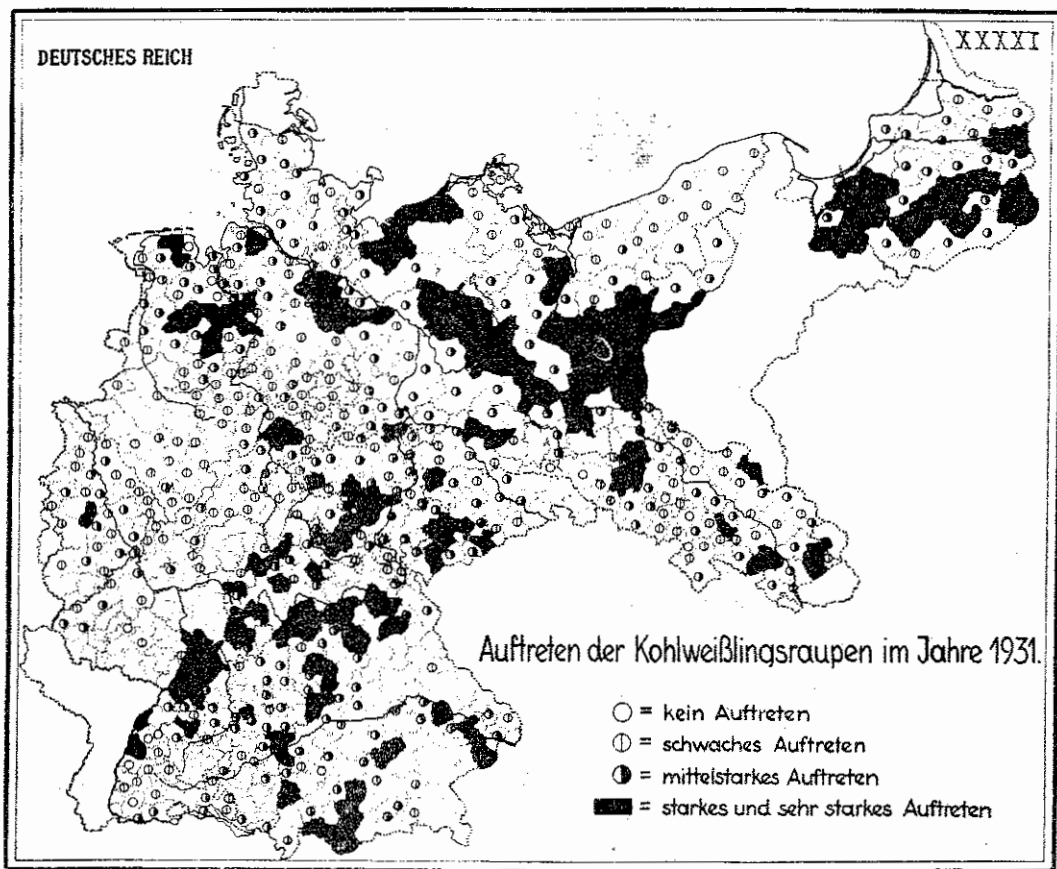 DEUTSCHES REICH
XXXXI
Auftreten der Kohlweißlingsraupen im Jahre 1931.
= kein Auftreten
= schwaches Auftreten
= mittelstarkes Auftreten
= starkes und sehr starkes Auftreten